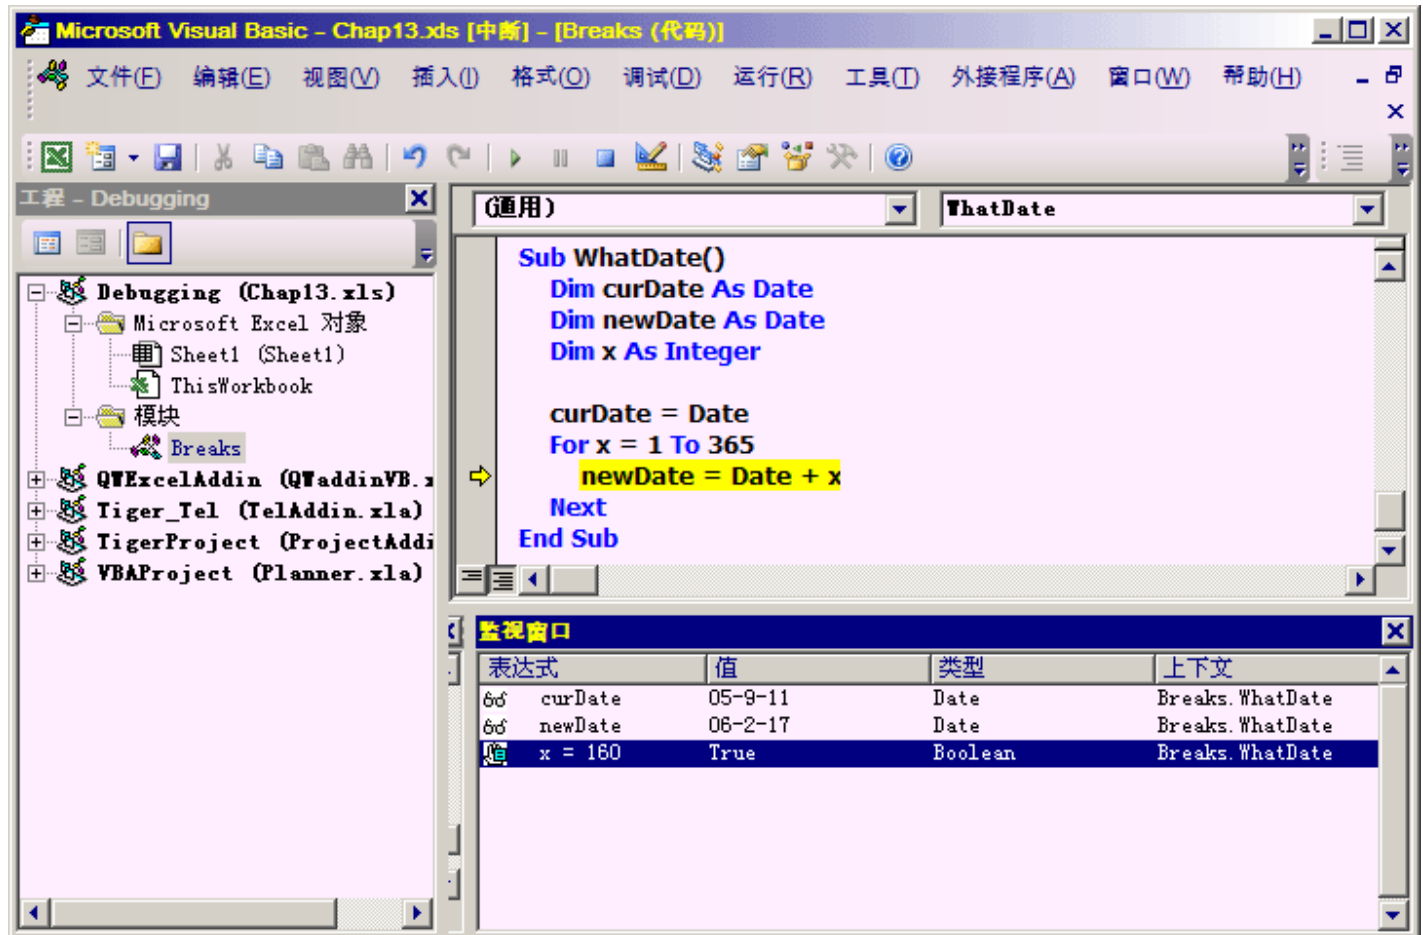 Microsoft Visual Basic - Chap13.xls [中断] - [Breaks (代码)]
文件(F) 编辑(E) 视图(V) 插入(I) 格式(O) 调试(D) 运行(R) 工具(T) 外接程序(A) 窗口(W) 帮助(H)
工程 - Debugging
Debugging (Chap13.xls)
Microsoft Excel 对象
Sheet1 (Sheet1)
ThisWorkbook
模块
Breaks
QTExcelAddin (QTaddinVB.x
Tiger_Tel (TelAddin.xla)
TigerProject (ProjectAddi
VBAProject (Planner.xla)
(通用) WhatDate
Sub WhatDate()
Dim curDate As Date
Dim newDate As Date
Dim x As Integer
curDate = Date
For x = 1 To 365
newDate = Date + x
Next
End Sub
监视窗口
表达式 值 类型 上下文
curDate 05-9-11 Date Breaks.WhatDate
newDate 06-2-17 Date Breaks.WhatDate
x = 160 True Boolean Breaks.WhatDate